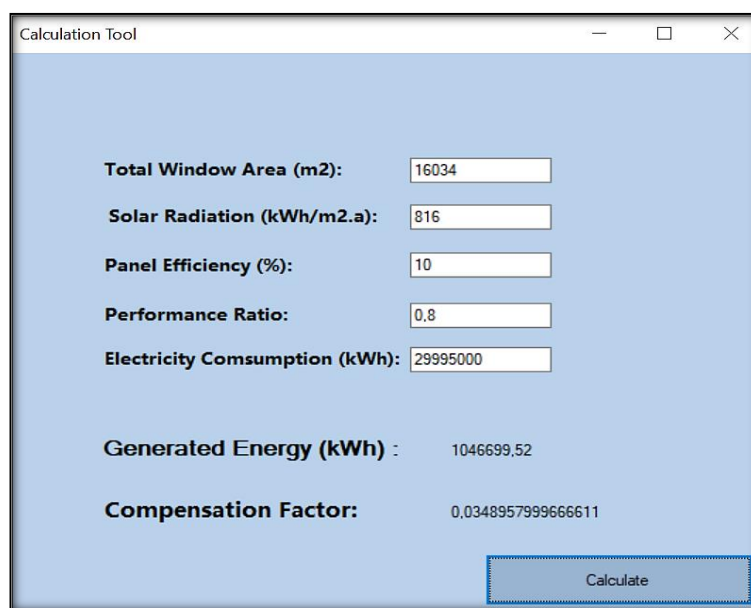 Calculation Tool
Total Window Area (m2): 16034
Solar Radiation (kWh/m2.a): 816
Panel Efficiency (%): 10
Performance Ratio: 0,8
Electricity Comsumption (kWh): 29995000
Generated Energy (kWh) : 1046699,52
Compensation Factor: 0,0348957999666611
Calculate